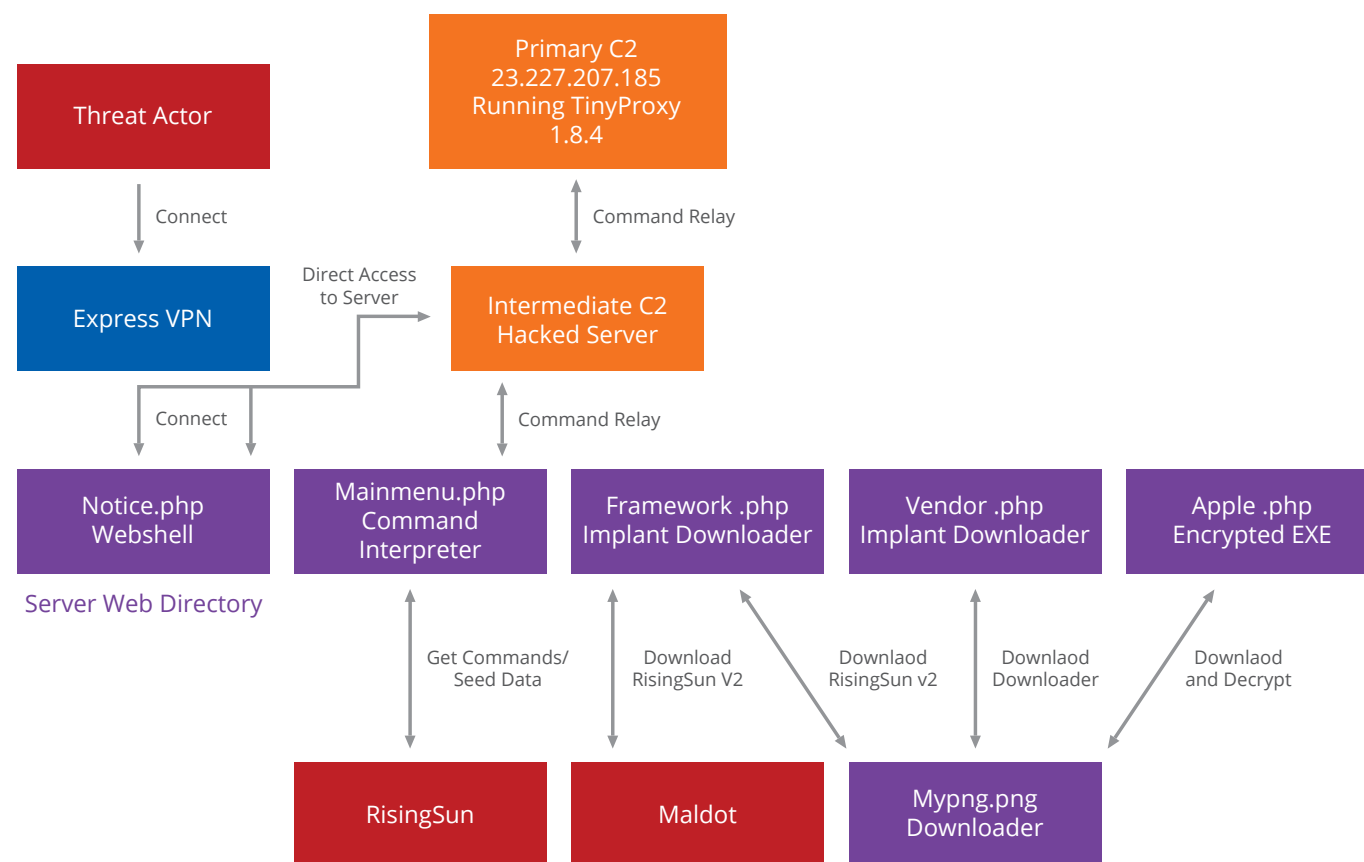 Threat Actor
Primary C2
23.227.207.185
Running TinyProxy
1.8.4
Connect
Command Relay
Express VPN
Direct Access
to Server
Intermediate C2
Hacked Server
Connect
Command Relay
Notice.php
Webshell
Mainmenu.php
Command
Interpreter
Framework .php
Implant Downloader
Vendor .php
Implant Downloader
Apple .php
Encrypted EXE
Server Web Directory
Get Commands/
Seed Data
Download
RisingSun V2
Downlaod
RisingSun v2
Downlaod
Downloader
Downlaod
and Decrypt
RisingSun
Maldot
Mypng.png
Downloader